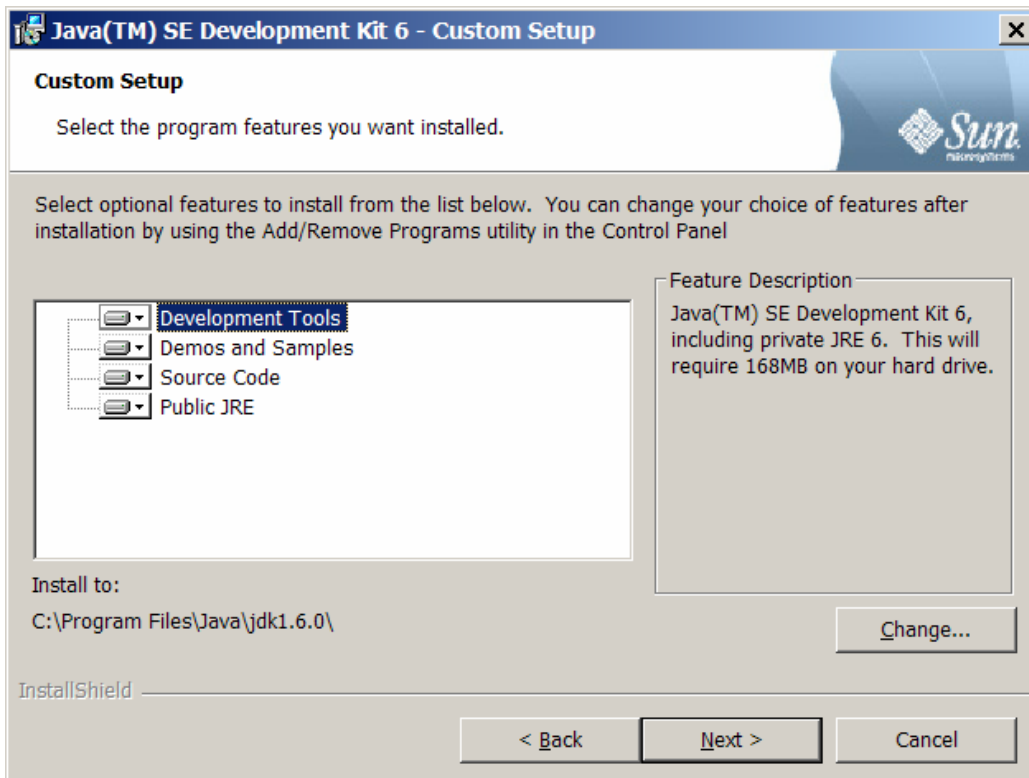 Java(TM) SE Development Kit 6 - Custom Setup
Custom Setup
Select the program features you want installed.
Sun
microsystems
Select optional features to install from the list below.  You can change your choice of features after
installation by using the Add/Remove Programs utility in the Control Panel
Development Tools
Demos and Samples
Source Code
Public JRE
Feature Description
Java(TM) SE Development Kit 6,
including private JRE 6.  This will
require 168MB on your hard drive.
Install to:
C:\Program Files\Java\jdk1.6.0\
Change...
InstallShield
< Back
Next >
Cancel